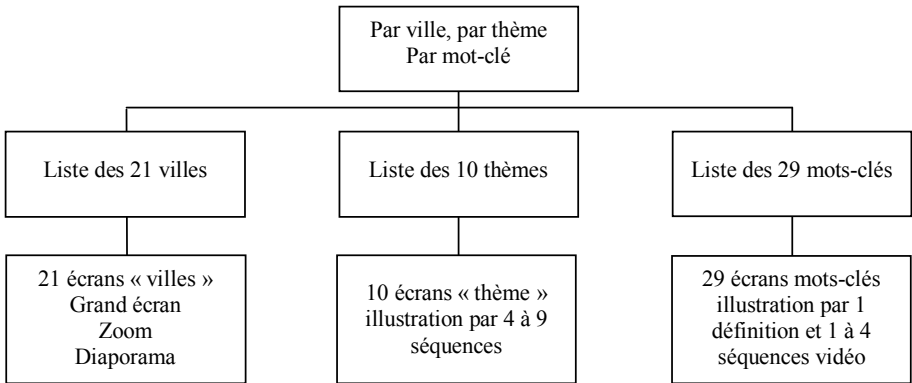 Par ville, par thème
Par mot-clé
Liste des 21 villes
Liste des 10 thèmes
Liste des 29 mots-clés
21 écrans « villes »
Grand écran
Zoom
Diaporama
10 écrans « thème »
illustration par 4 à 9
séquences
29 écrans mots-clés
illustration par 1
définition et 1 à 4
séquences vidéo